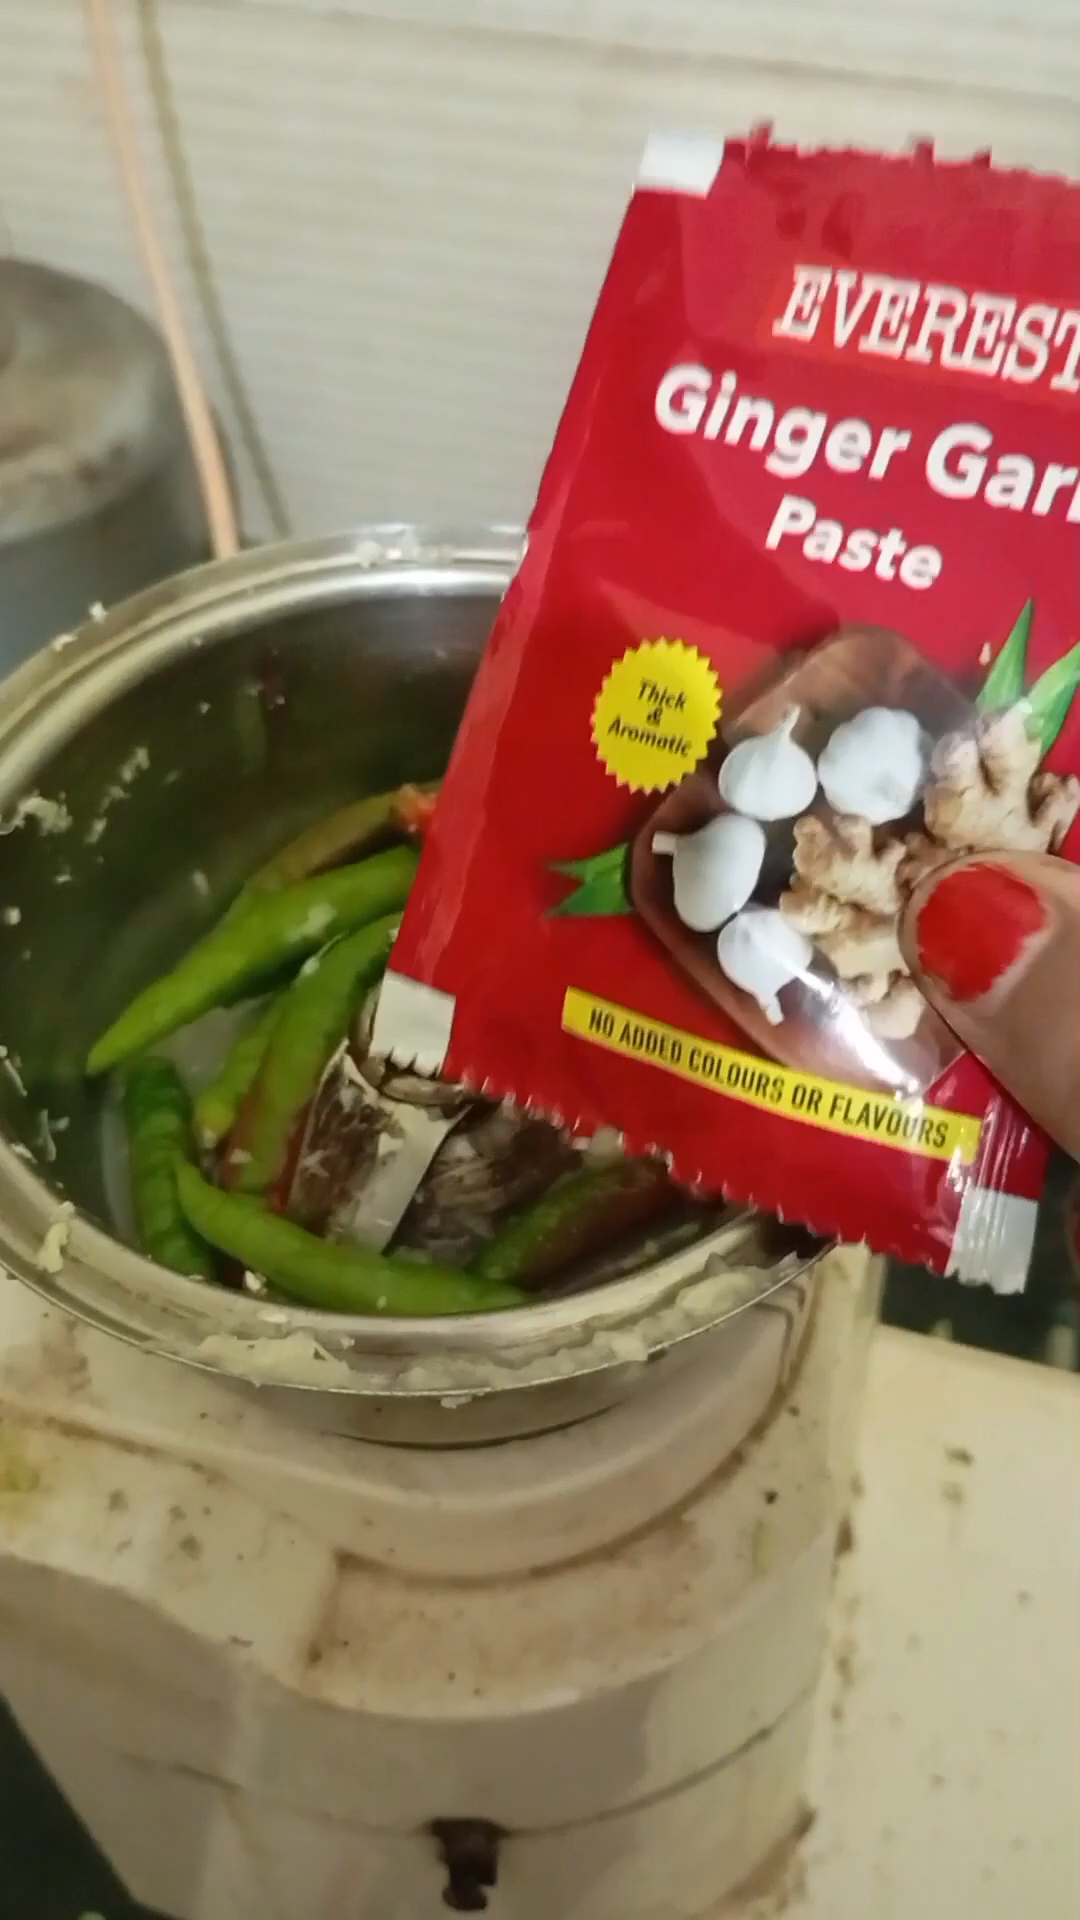 EVEREST
Ginger Garl
Paste
Thick
&
Aromatic
NO ADDED COLOURS OR FLAVOURS